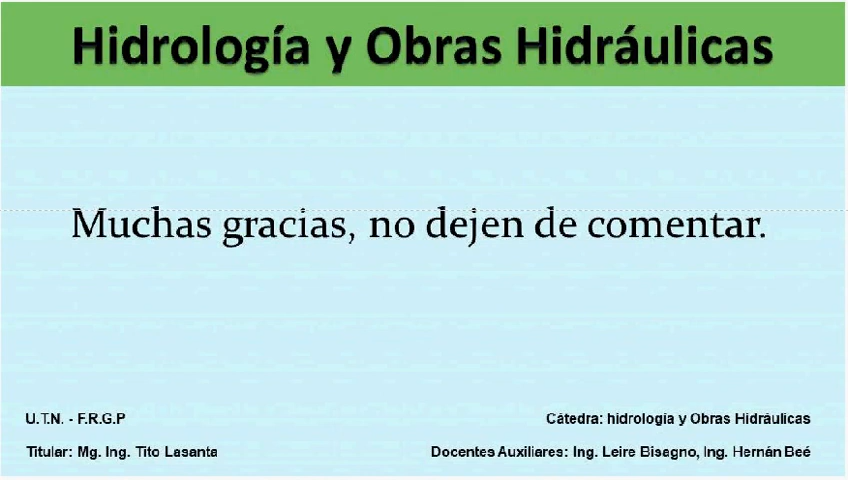 Hidrología y Obras Hidráulicas
Muchas gracias, no dejen de comentar.
U.T.N. - F.R.G.P
Cátedra: hidrología y Obras Hidráulicas
Titular: Mg. Ing. Tito Lasanta
Docentes Auxiliares: Ing. Leire Bisagno, Ing. Hernán Beé